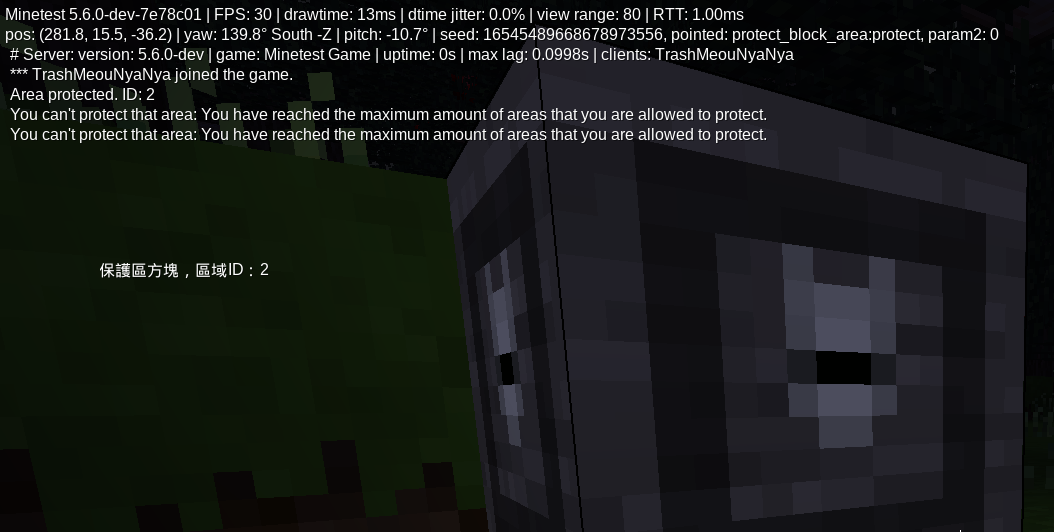 Minetest 5.6.0-dev-7e78c01 | FPS: 30 | drawtime: 13ms | dtime jitter: 0.0% | view range: 80 | RTT: 1.00ms
pos: (281.8, 15.5, -36.2) | yaw: 139.8° South -Z | pitch: -10.7° | seed: 16545489668678973556, pointed: protect_block_area:protect, param2: 0
# Server: version: 5.6.0-dev | game: Minetest Game | uptime: 0s | max lag: 0.0998s | clients: TrashMeouNyaNya
*** TrashMeouNyaNya joined the game.
Area protected. ID: 2
You can't protect that area: You have reached the maximum amount of areas that you are allowed to protect.
You can't protect that area: You have reached the maximum amount of areas that you are allowed to protect.
保護區方塊，區域ID：2